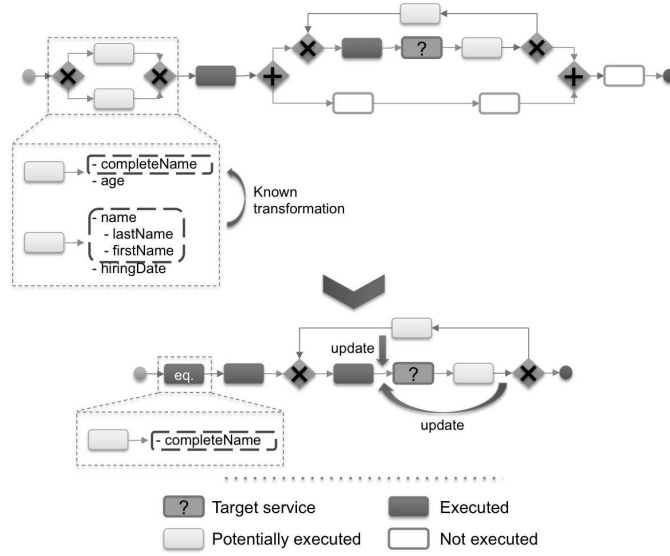 ?
- completeName
- age
Known
transformation
- name
- lastName
- firstName
- hiringDate
update
eq.
?
update
- completeName
? Target service
Executed
Potentially executed
Not executed